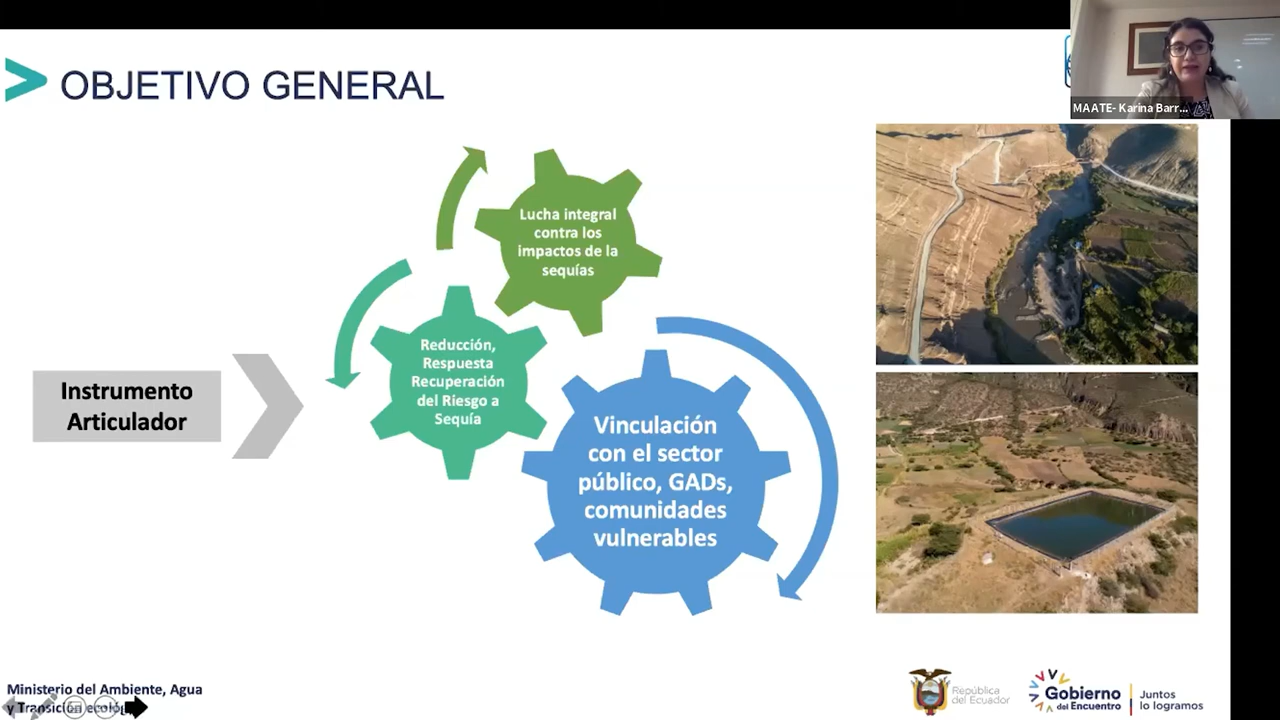 OBJETIVO GENERAL
MAATE- Karina Barr...
Lucha integral
contra los
impactos de la
sequías
Reducción,
Respuesta
Recuperación
del Riesgo a
Sequía
Instrumento
Articulador
Vinculación
con el sector
público, GADs,
comunidades
vulnerables
Ministerio del Ambiente, Agua
y Transición ecológ
República
del Ecuador
Gobierno
del Encuentro
Juntos
lo logramos